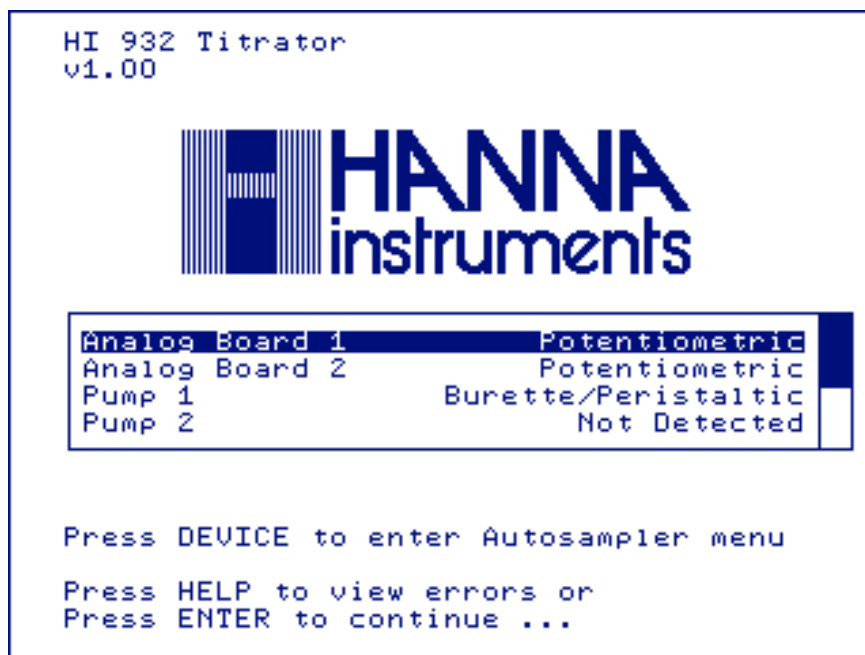 HI 932 Titrator
v1.00
HANNA
instruments
Analog Board 1 Potentiometric
Analog Board 2 Potentiometric
Pump 1 Burette/Peristaltic
Pump 2 Not Detected
Press DEVICE to enter Autosampler menu
Press HELP to view errors or
Press ENTER to continue ...